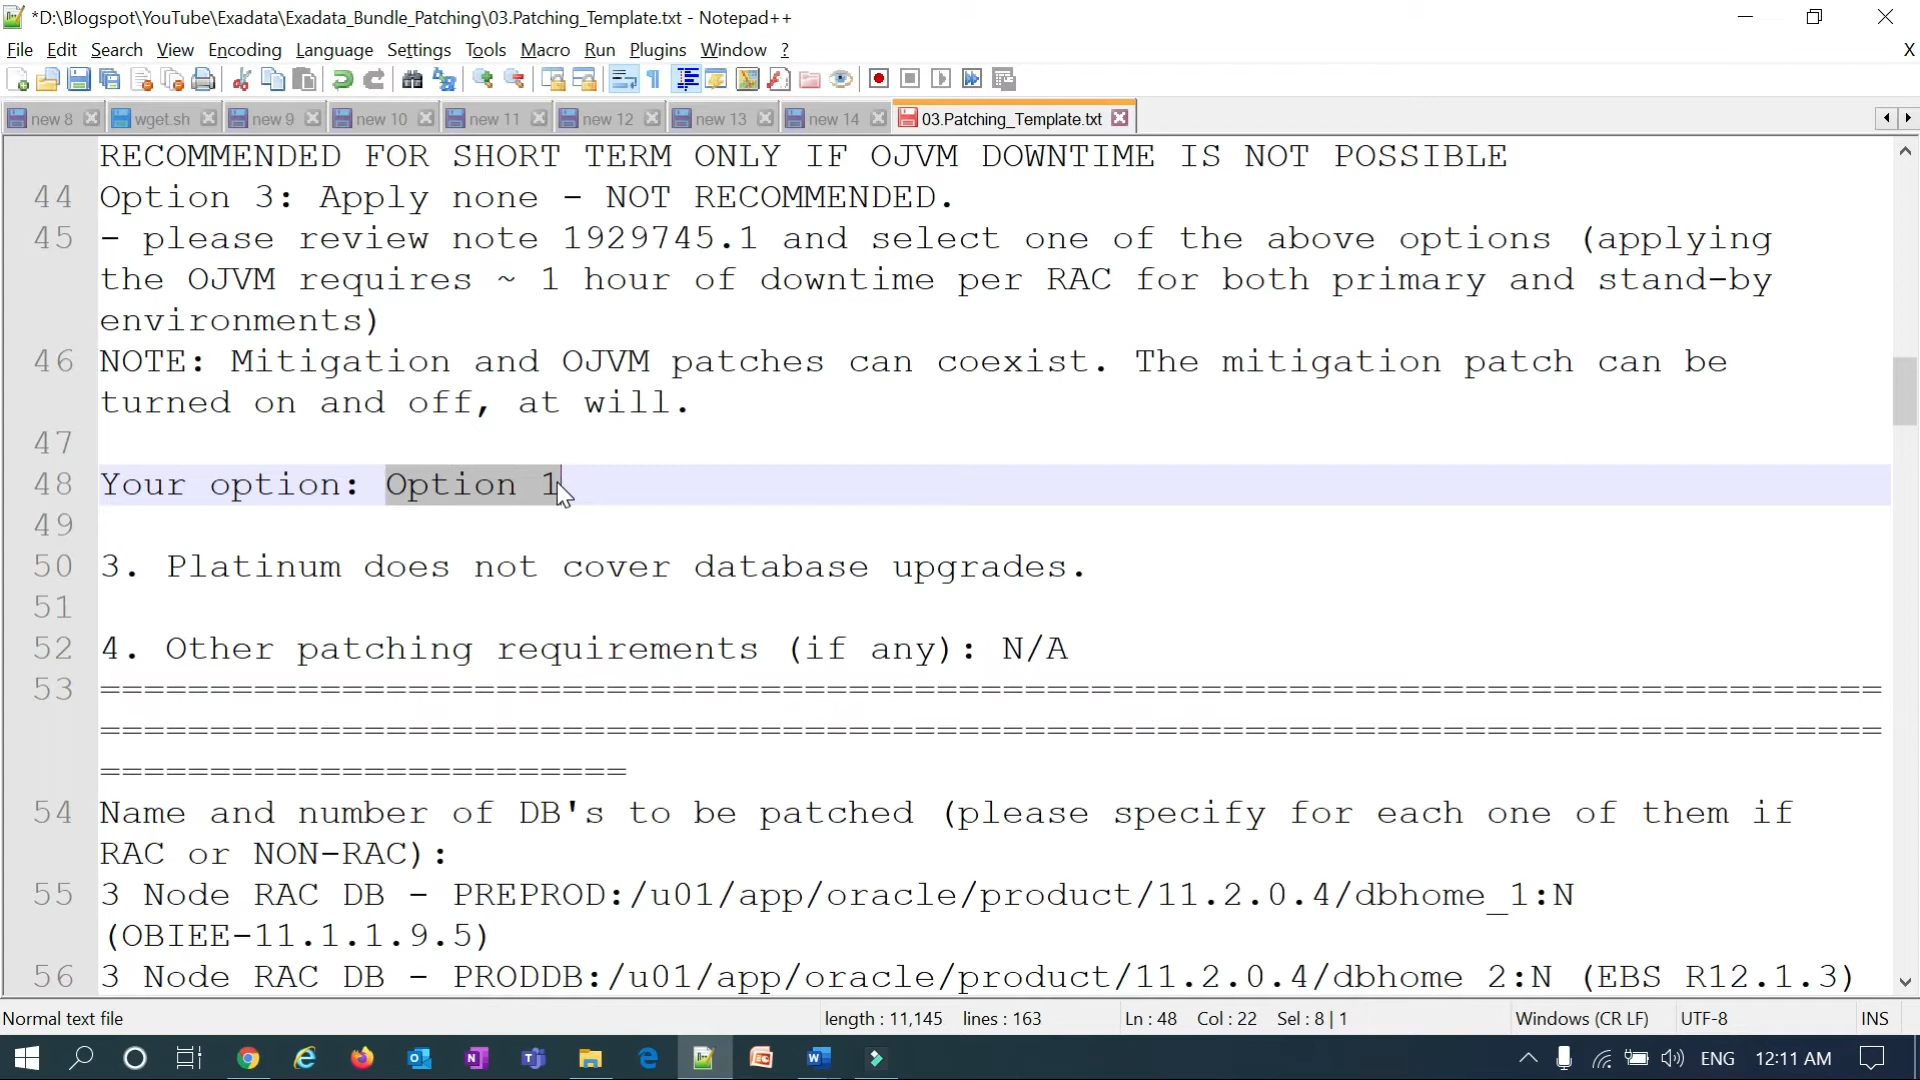 *D:\Blogspot\YouTube\Exadata\Exadata_Bundle_Patching\03.Patching_Template.txt - Notepad++
File Edit Search View Encoding Language Settings Tools Macro Run Plugins Window ? X
new 8 wget.sh new 9 new 10 new 11 new 12 new 13 new 14 03.Patching_Template.txt
RECOMMENDED FOR SHORT TERM ONLY IF OJVM DOWNTIME IS NOT POSSIBLE
44 Option 3: Apply none - NOT RECOMMENDED.
45 - please review note 1929745.1 and select one of the above options (applying
the OJVM requires ~ 1 hour of downtime per RAC for both primary and stand-by
environments)
46 NOTE: Mitigation and OJVM patches can coexist. The mitigation patch can be
turned on and off, at will.
47
48 Your option: Option 1
49
50 3. Platinum does not cover database upgrades.
51
52 4. Other patching requirements (if any): N/A
53 =================================================================================
=================================================================================
========================
54 Name and number of DB's to be patched (please specify for each one of them if
RAC or NON-RAC):
55 3 Node RAC DB - PREPROD:/u01/app/oracle/product/11.2.0.4/dbhome_1:N
(OBIEE-11.1.1.9.5)
56 3 Node RAC DB - PRODDB:/u01/app/oracle/product/11.2.0.4/dbhome 2:N (EBS R12.1.3)
Normal text file length : 11,145 lines : 163 Ln : 48 Col : 22 Sel : 8 | 1 Windows (CR LF) UTF-8 INS
ENG 12:11 AM